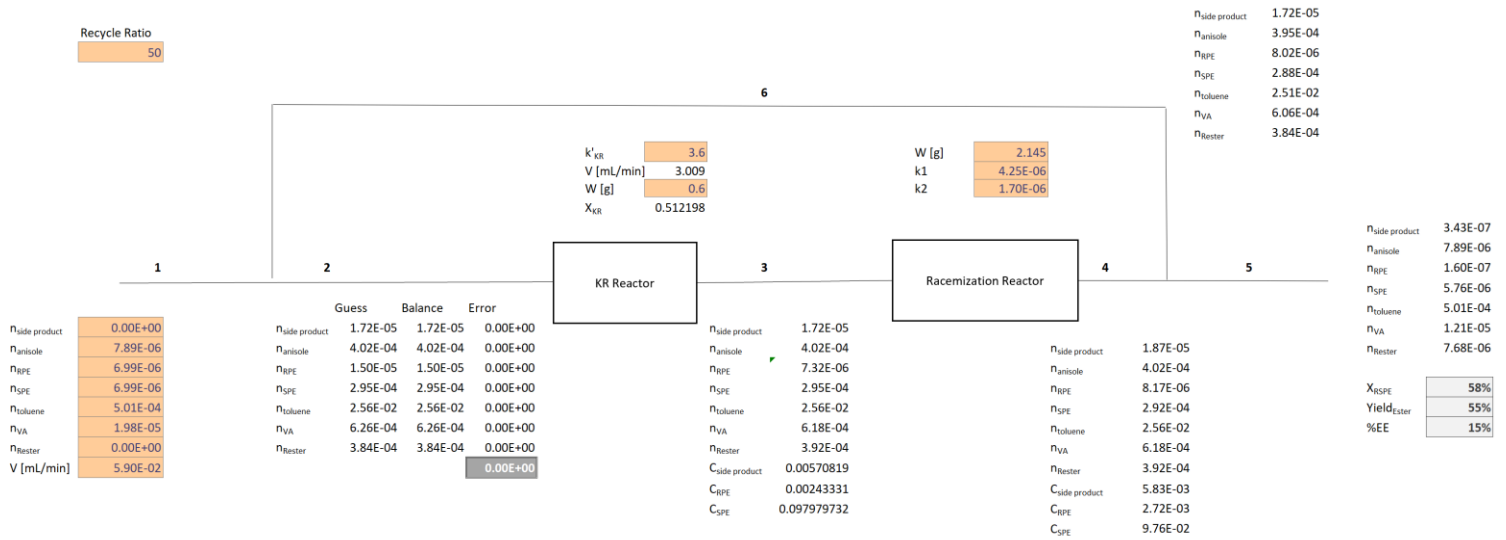 Recycle Ratio
50
n side product 1.72E-05
n anisole 3.95E-04
n RPE 8.02E-06
n SPE 2.88E-04
n toluene 2.51E-02
n VA 6.06E-04
n Rester 3.84E-04
6
k' KR 3.6
V [mL/min] 3.009
W [g] 0.6
X KR 0.512198
W [g] 2.145
k1 4.25E-06
k2 1.70E-06
1
2
KR Reactor
3
Racemization Reactor
4
5
n side product 0.00E+00
n anisole 7.89E-06
n RPE 6.99E-06
n SPE 6.99E-06
n toluene 5.01E-04
n VA 1.98E-05
n Rester 0.00E+00
V [mL/min] 5.90E-02
Guess Balance Error
n side product 1.72E-05 1.72E-05 0.00E+00
n anisole 4.02E-04 4.02E-04 0.00E+00
n RPE 1.50E-05 1.50E-05 0.00E+00
n SPE 2.95E-04 2.95E-04 0.00E+00
n toluene 2.56E-02 2.56E-02 0.00E+00
n VA 6.26E-04 6.26E-04 0.00E+00
n Rester 3.84E-04 3.84E-04 0.00E+00
0.00E+00
n side product 1.72E-05
n anisole 4.02E-04
n RPE 7.32E-06
n SPE 2.95E-04
n toluene 2.56E-02
n VA 6.18E-04
n Rester 3.92E-04
C side product 0.00570819
C RPE 0.00243331
C SPE 0.097979732
n side product 1.87E-05
n anisole 4.02E-04
n RPE 8.17E-06
n SPE 2.92E-04
n toluene 2.56E-02
n VA 6.18E-04
n Rester 3.92E-04
C side product 5.83E-03
C RPE 2.72E-03
C SPE 9.76E-02
n side product 3.43E-07
n anisole 7.89E-06
n RPE 1.60E-07
n SPE 5.76E-06
n toluene 5.01E-04
n VA 1.21E-05
n Rester 7.68E-06
X RSPE 58%
Yield Ester 55%
%EE 15%